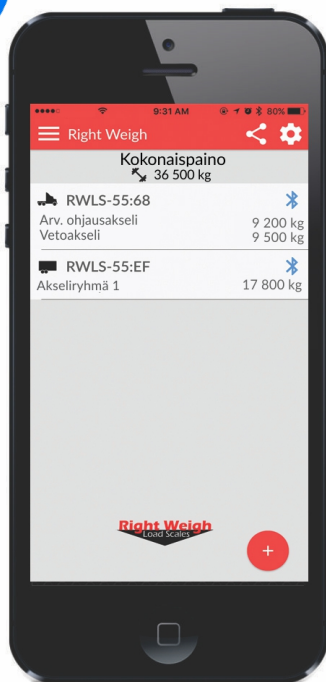 9:31 AM 80%
Right Weigh
Kokonaispaino
36 500 kg
RWLS-55:68
Arv. ohjausakseli 9 200 kg
Vetoakseli 9 500 kg
RWLS-55:EF
Akseliryhmä 1 17 800 kg
Right Weigh
Load Scales
+